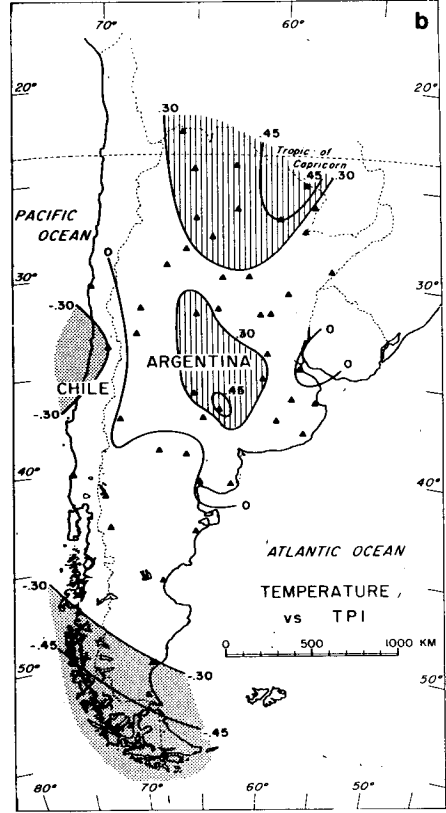 70° 60° b
20° 20°
.30 .45
Tropic of
Capricorn
.45 .30
PACIFIC
OCEAN
0
30° 30°
-.30
.30 0
ARGENTINA 0
CHILE
.45
-.30
40° 40°
0
ATLANTIC OCEAN
-.30 TEMPERATURE
vs TPI
0 500 1000 KM
-.45
50° -.30 50°
-.45
80° 70° 60°